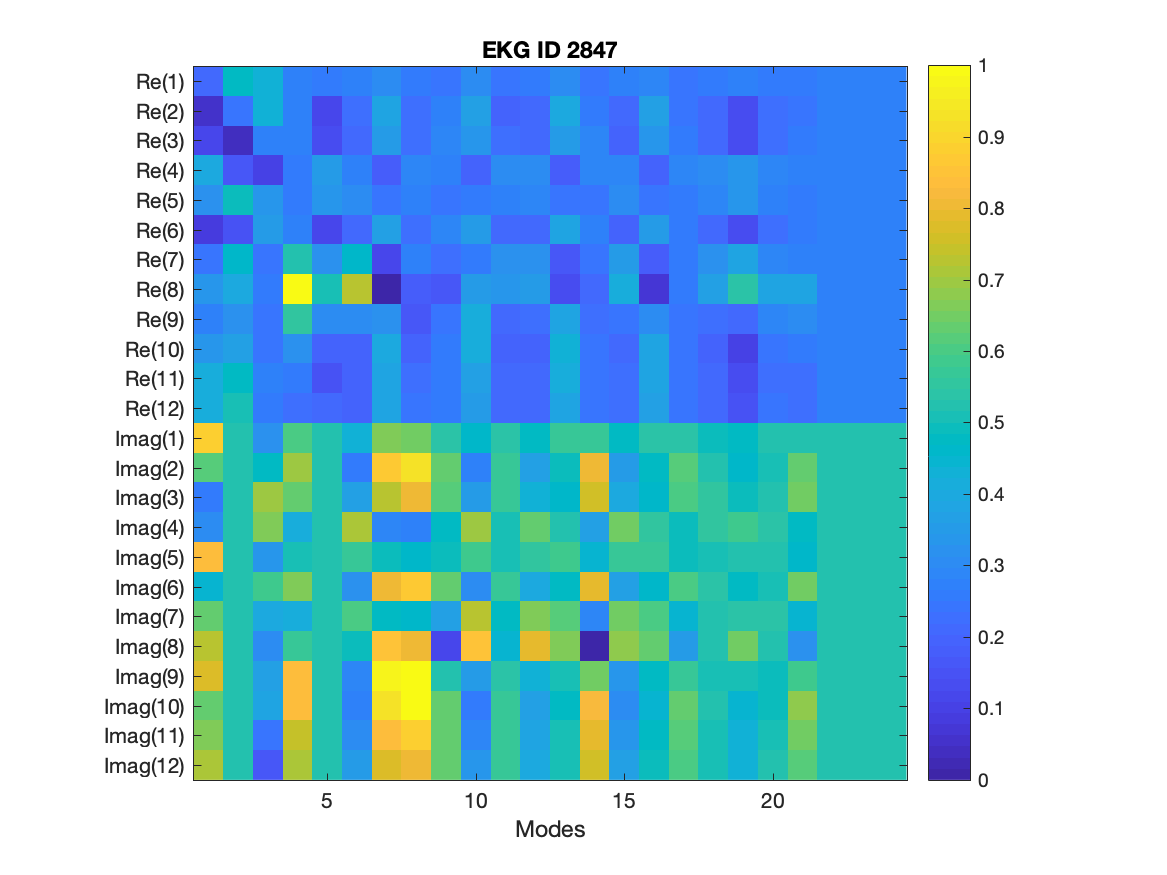 EKG ID 2847
Re(1)
Re(2)
Re(3)
Re(4)
Re(5)
Re(6)
Re(7)
Re(8)
Re(9)
Re(10)
Re(11)
Re(12)
Imag(1)
Imag(2)
Imag(3)
Imag(4)
Imag(5)
Imag(6)
Imag(7)
Imag(8)
Imag(9)
Imag(10)
Imag(11)
Imag(12)
5 10 15 20
Modes
1
0.9
0.8
0.7
0.6
0.5
0.4
0.3
0.2
0.1
0